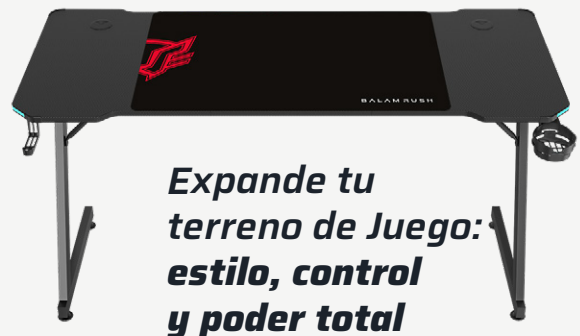 BALAM RUSH
Expande tu
terreno de Juego:
estilo, control
y poder total